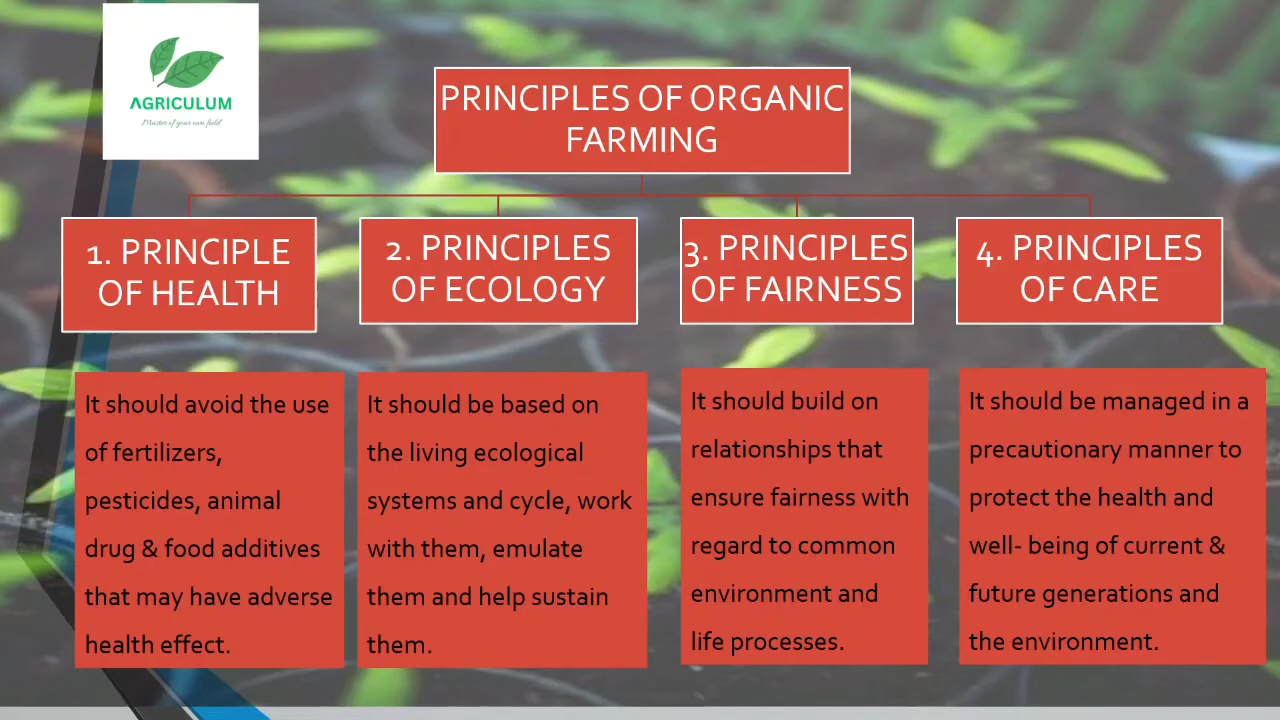 AGRICULUM
Master of your own field
PRINCIPLES OF ORGANIC
FARMING
1. PRINCIPLE
OF HEALTH
2. PRINCIPLES
OF ECOLOGY
3. PRINCIPLES
OF FAIRNESS
4. PRINCIPLES
OF CARE
It should avoid the use
of fertilizers,
pesticides, animal
drug & food additives
that may have adverse
health effect.
It should be based on
the living ecological
systems and cycle, work
with them, emulate
them and help sustain
them.
It should build on
relationships that
ensure fairness with
regard to common
environment and
life processes.
It should be managed in a
precautionary manner to
protect the health and
well- being of current &
future generations and
the environment.